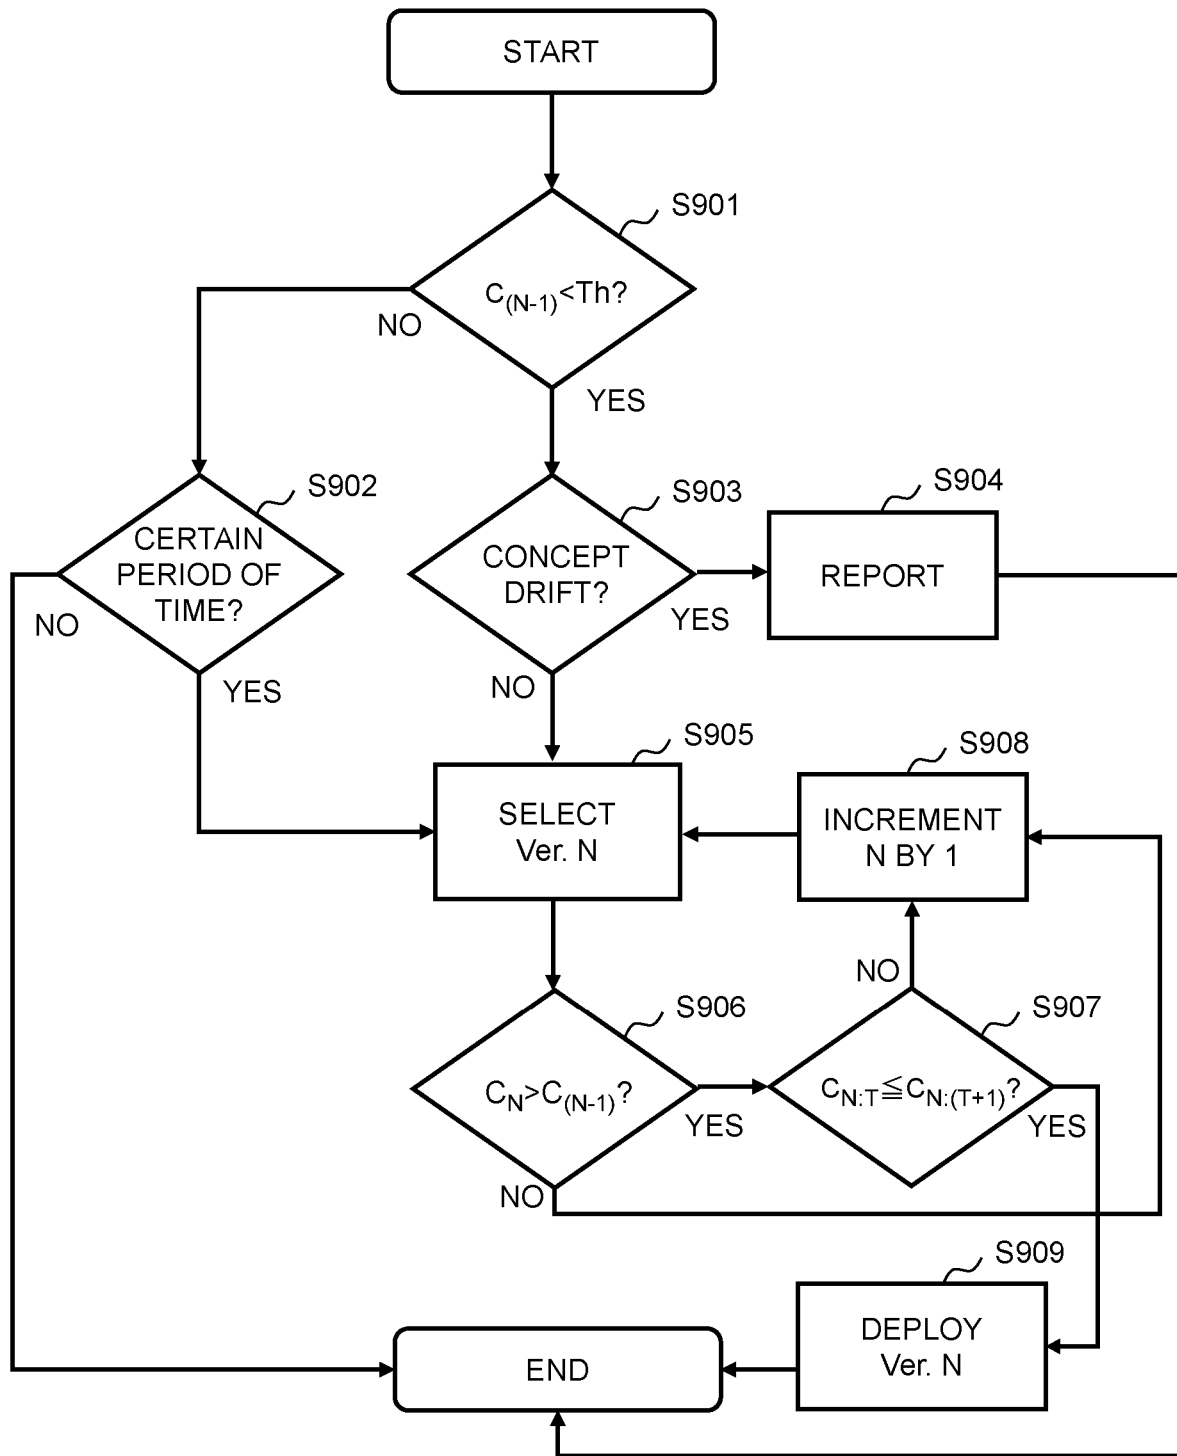 START
S901
C(N-1)<Th?
NO
YES
S902
CERTAIN
PERIOD OF
TIME?
NO
YES
S903
CONCEPT
DRIFT?
YES
NO
S904
REPORT
S905
SELECT
Ver. N
S908
INCREMENT
N BY 1
S906
CN>C(N-1)?
YES
NO
S907
CN:T≦CN:(T+1)?
NO
YES
S909
DEPLOY
Ver. N
END